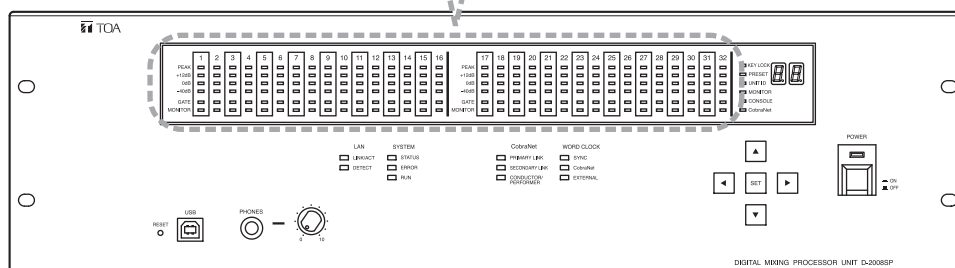 TOA
1 2 3 4 5 6 7 8 9 10 11 12 13 14 15 16 17 18 19 20 21 22 23 24 25 26 27 28 29 30 31 32
PEAK PEAK KEY LOCK 88
+12dB +12dB PRESET
0dB 0dB UNIT ID
-40dB -40dB MONITOR
GATE GATE CONSOLE
MONITOR MONITOR CobraNet
LAN SYSTEM CobraNet WORD CLOCK POWER
LINK/ACT STATUS PRIMARY LINK SYNC
DETECT ERROR SECONDARY LINK CobraNet
RUN CONDUCTOR/
PERFORMER EXTERNAL
SET
ON
OFF
USB PHONES
RESET
0 10
DIGITAL MIXING PROCESSOR UNIT D-2008SP